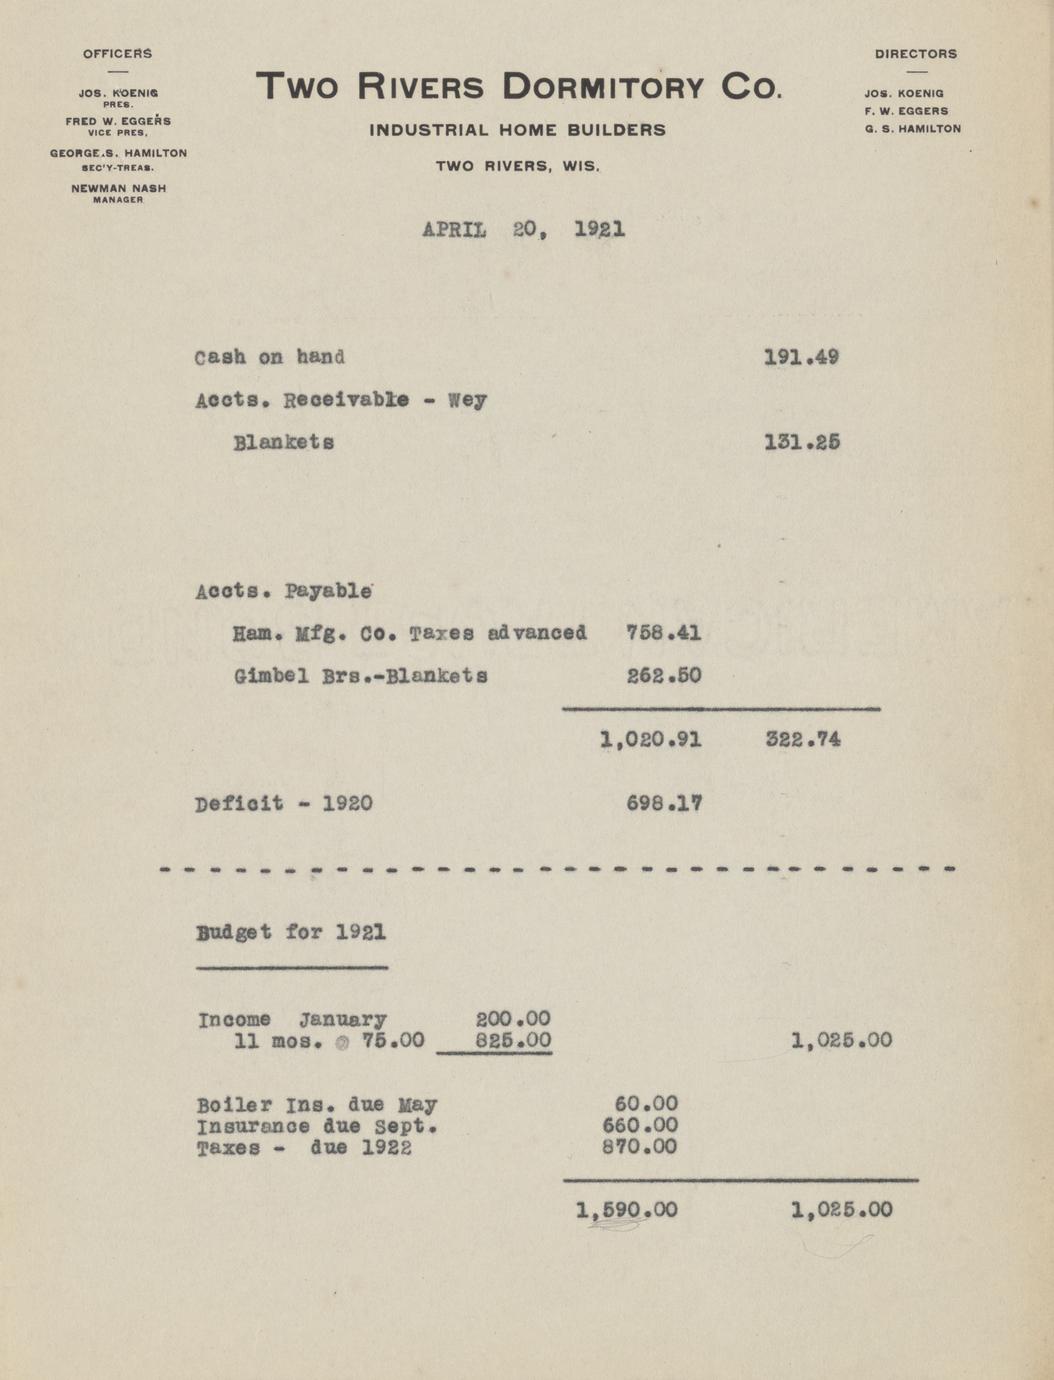 OFFICERS
JOS. KOENIG
PRES.
FRED W. EGGERS
VICE PRES.
GEORGE S. HAMILTON
SEC'Y-TREAS.
NEWMAN NASH
MANAGER
TWO RIVERS DORMITORY CO.
INDUSTRIAL HOME BUILDERS
TWO RIVERS, WIS.
DIRECTORS
JOS. KOENIG
F. W. EGGERS
G. S. HAMILTON
APRIL 20, 1921
Cash on hand 191.49
Accts. Receivable - Wey
Blankets 131.25
Accts. Payable
Ham. Mfg. Co. Taxes advanced 758.41
Gimbel Brs.-Blankets 262.50
1,020.91 322.74
Deficit - 1920 698.17
Budget for 1921
Income January 200.00
11 mos. @ 75.00 825.00 1,025.00
Boiler Ins. due May 60.00
Insurance due Sept. 660.00
Taxes - due 1922 870.00
1,590.00 1,025.00